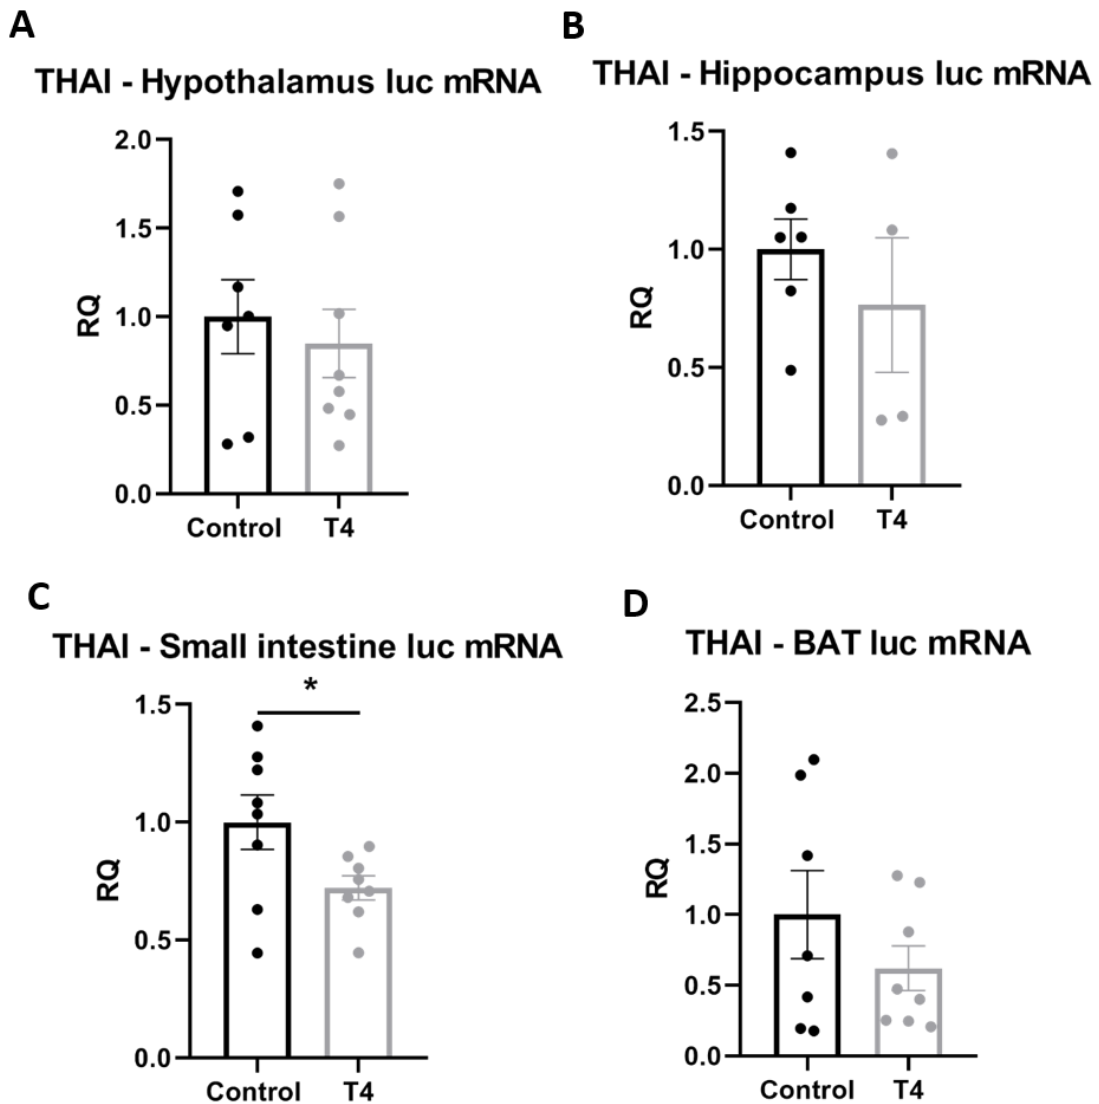 A
THAI - Hypothalamus luc mRNA
2.0
1.5
1.0
0.5
0.0
RQ
Control
T4
B
THAI - Hippocampus luc mRNA
1.5
1.0
0.5
0.0
RQ
Control
T4
C
THAI - Small intestine luc mRNA
*
1.5
1.0
0.5
0.0
RQ
Control
T4
D
THAI - BAT luc mRNA
2.5
2.0
1.5
1.0
0.5
0.0
RQ
Control
T4